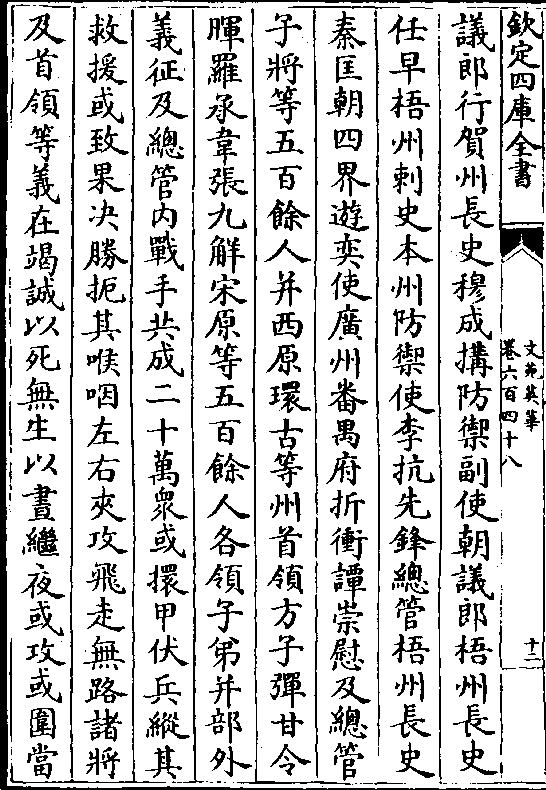 欽定四庫全書
文苑英華
卷六百四十八
十二
議郎行賀州長史穆成搆防禦副使朝議郎梧州長史
任早梧州刺史本州防禦使李抗先鋒總管梧州長史
秦匡朝四界遊奕使廣州番禺府折衝譚崇慰及總管
子將等五百餘人并西原環古等州首領方子彈甘令
暉羅承韋張九解宋原等五百餘人各領子弟并部外
義征及總管内戰手共成二十萬衆或擐甲伏兵縱其
救援或致果决勝扼其喉咽左右夾攻飛走無路諸將
及首領等義在竭誠以死無生以晝繼夜或攻或圍當